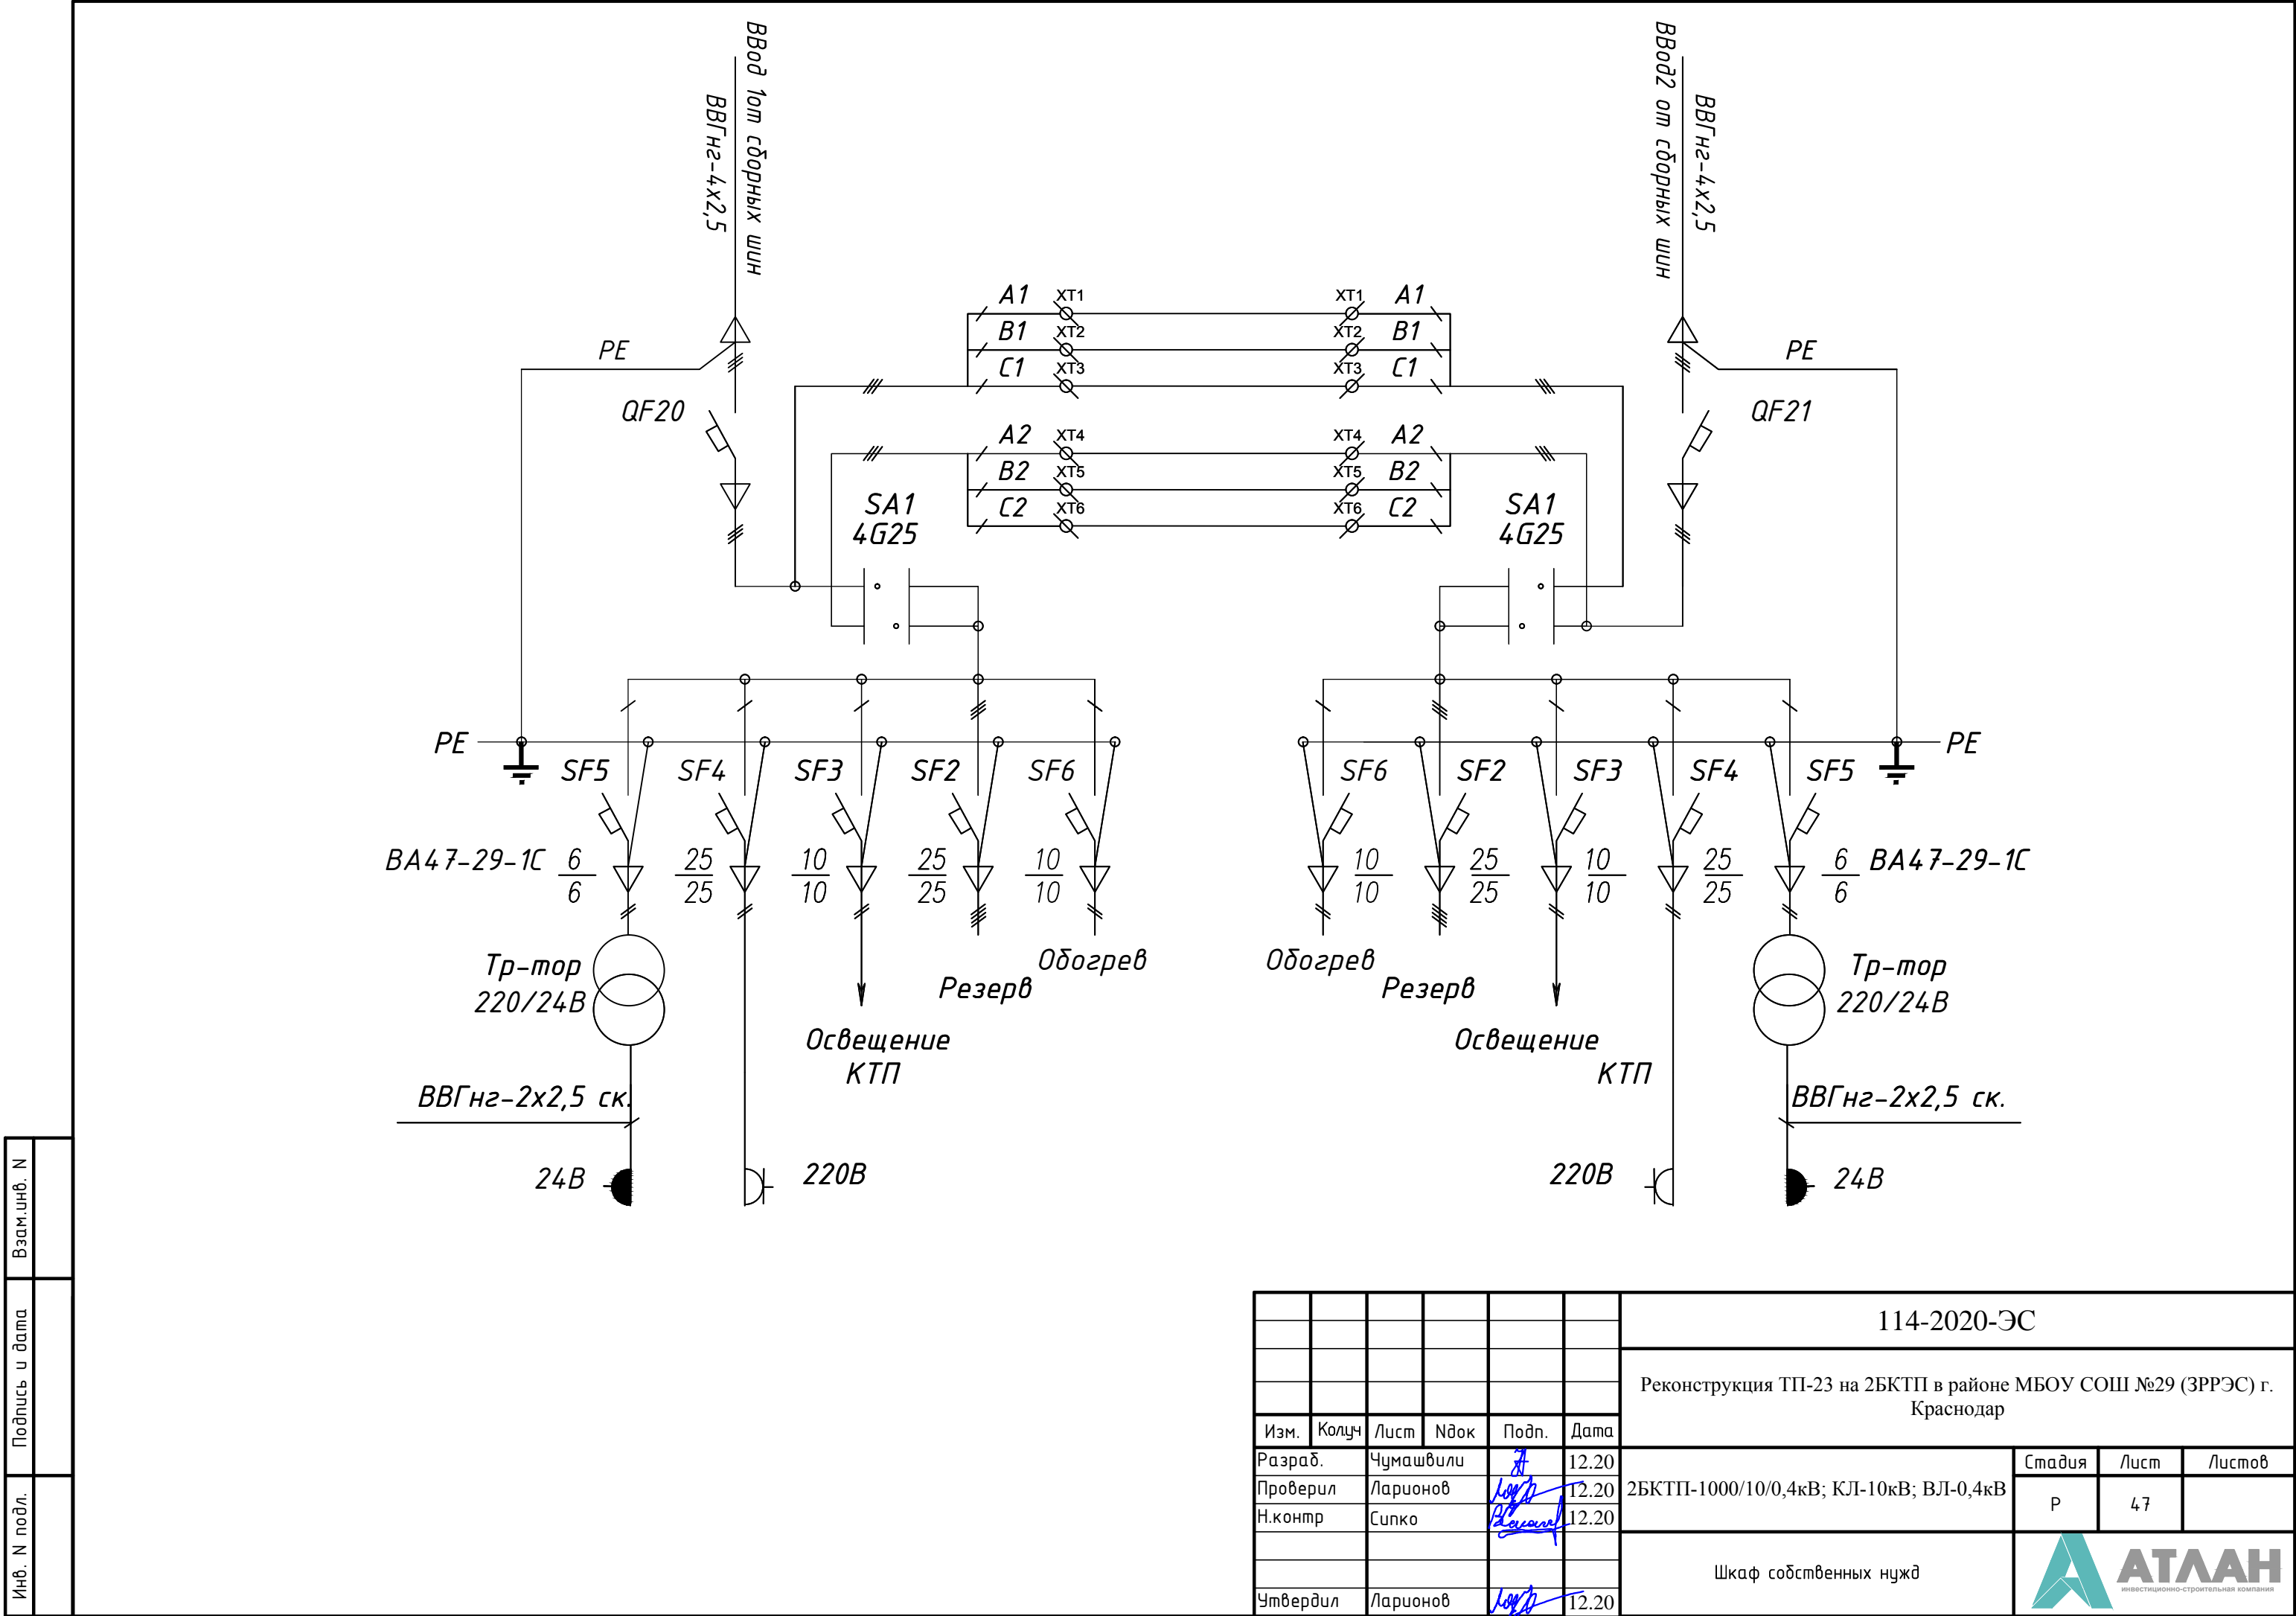 ВВод 1от сборных шин
ВВГнг-4х2,5
ВВод2 от сборных шин
ВВГнг-4х2,5
A1 XT1 XT1 A1
B1 XT2 XT2 B1
C1 XT3 XT3 C1
PE PE
QF20 QF21
A2 XT4 XT4 A2
B2 XT5 XT5 B2
C2 XT6 XT6 C2
SA1 SA1
4G25 4G25
PE PE
SF5 SF4 SF3 SF2 SF6 SF6 SF2 SF3 SF4 SF5
ВА47-29-1С 6 25 10 25 10 10 25 10 25 6 ВА47-29-1С
6 25 10 25 10 10 25 10 25 6
Тр-тор Обогрев Обогрев Тр-тор
220/24В Резерв Резерв 220/24В
Освещение Освещение
КТП КТП
ВВГнг-2х2,5 ск. ВВГнг-2х2,5 ск.
24В 220В 220В 24В
Взам.инв. N
Подпись и дата
Инв. N подл.
114-2020-ЭС
Реконструкция ТП-23 на 2БКТП в районе МБОУ СОШ №29 (ЗРРЭС) г.
Краснодар
Изм. Колуч Лист Nдок Подп. Дата
Разраб. Чумашвили 12.20
Проверил Ларионов 12.20
Н.контр Сипко 12.20
Утвердил Ларионов 12.20
2БКТП-1000/10/0,4кВ; КЛ-10кВ; ВЛ-0,4кВ
Стадия Лист Листов
Р 47
Шкаф собственных нужд
АТЛАН
инвестиционно-строительная компания